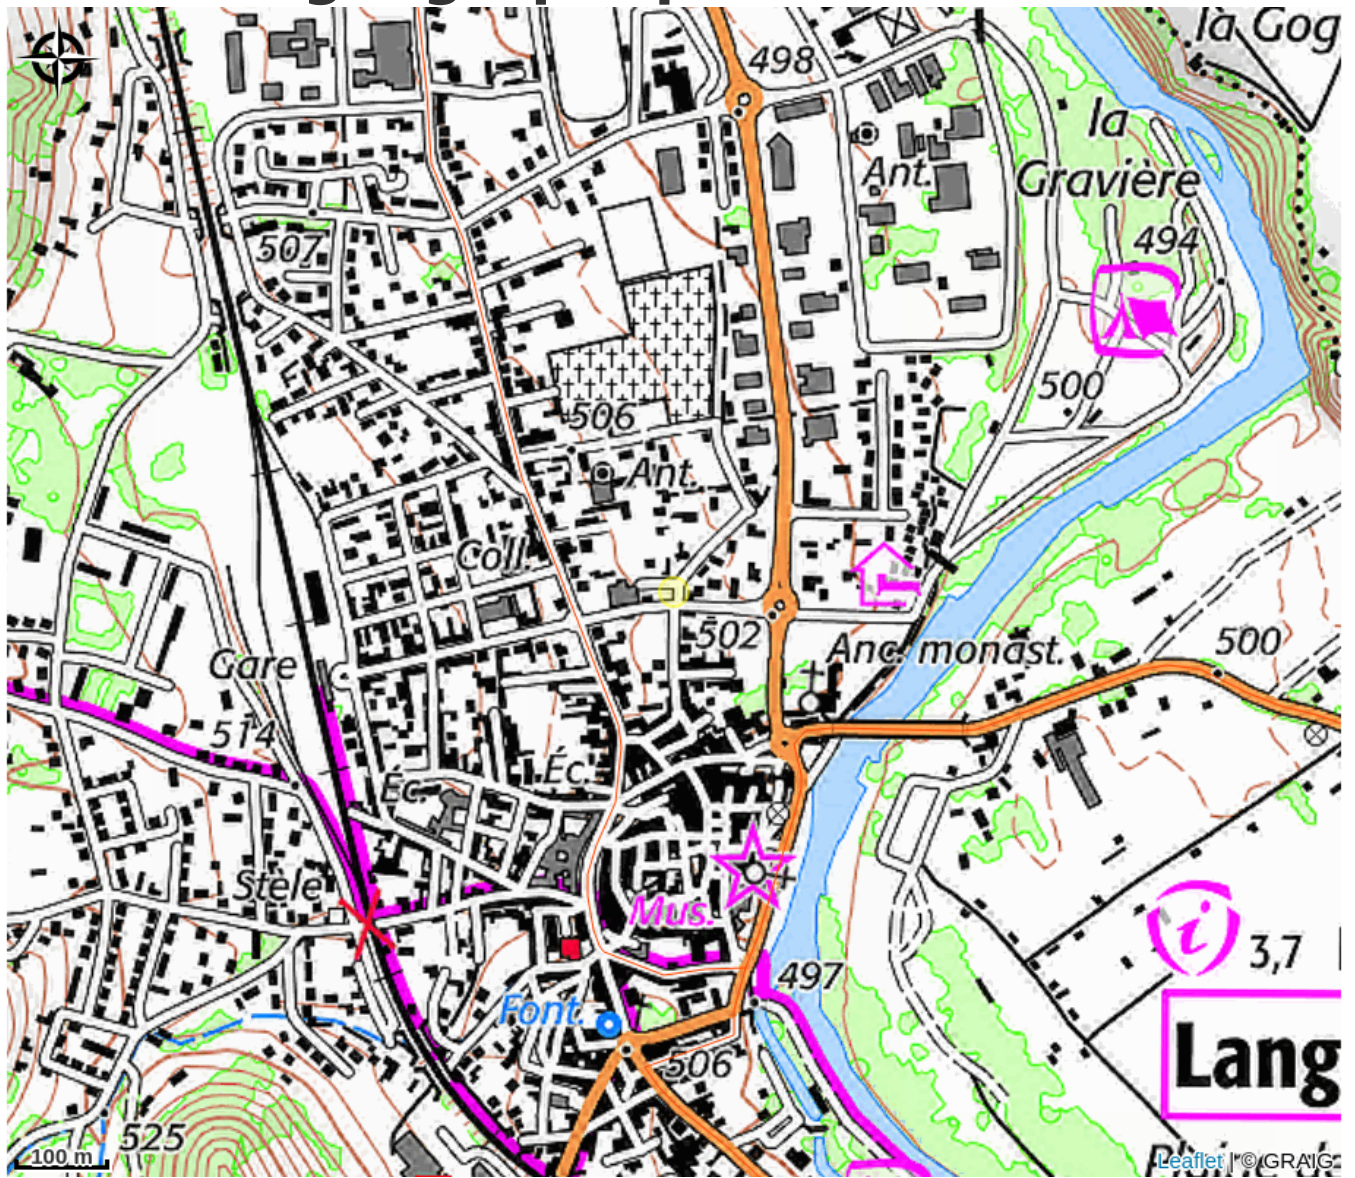 la Gog
498
la
Gravière
Ant.
494
507
500
506
Ant.
Coll.
502
Anc. monast.
500
Gare
514
Éc.
Éc.
Stèle
Mus.
3,7
497
Font.
506
Lang
525
100 m
Leaflet | © GRAIG